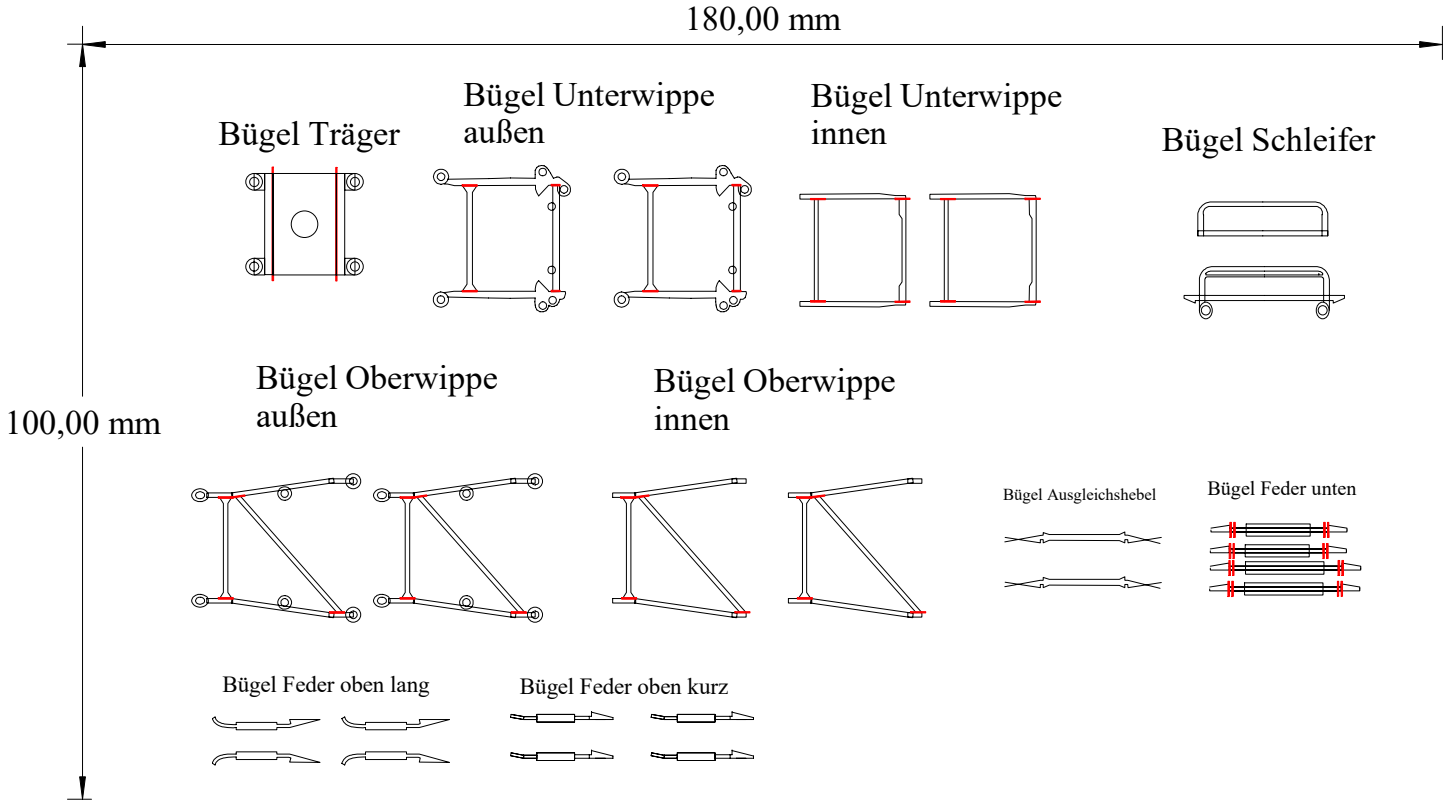 180,00 mm
Bügel Träger
Bügel Unterwippe
außen
Bügel Unterwippe
innen
Bügel Schleifer
100,00 mm
Bügel Oberwippe
außen
Bügel Oberwippe
innen
Bügel Ausgleichshebel
Bügel Feder unten
Bügel Feder oben lang
Bügel Feder oben kurz